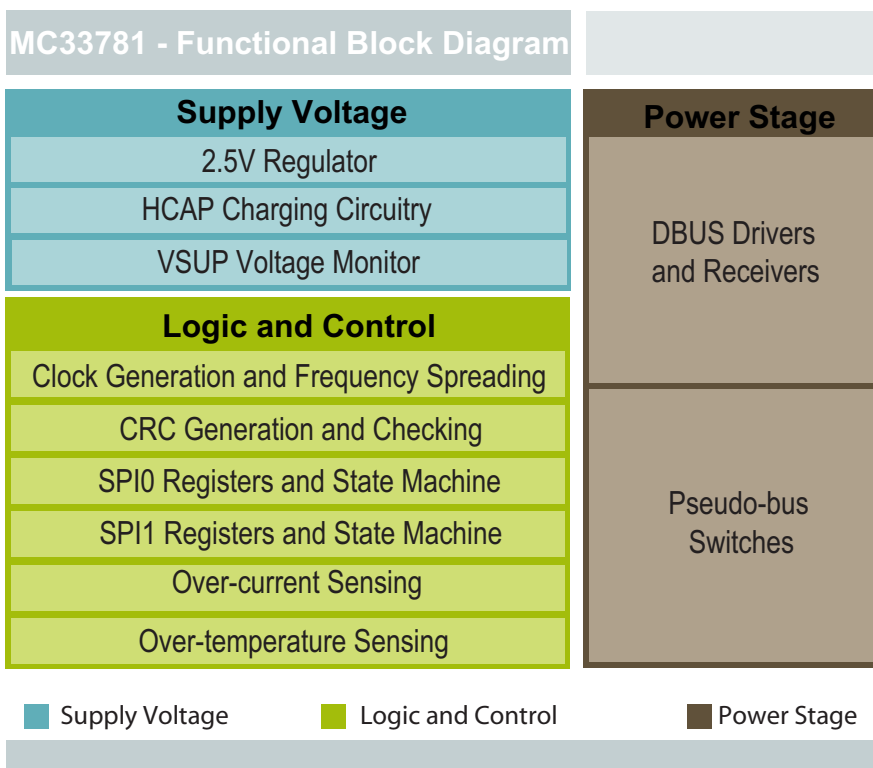 MC33781 - Functional Block Diagram
Supply Voltage
2.5V Regulator
HCAP Charging Circuitry
VSUP Voltage Monitor
Logic and Control
Clock Generation and Frequency Spreading
CRC Generation and Checking
SPI0 Registers and State Machine
SPI1 Registers and State Machine
Over-current Sensing
Over-temperature Sensing
Power Stage
DBUS Drivers
and Receivers
Pseudo-bus
Switches
Supply Voltage
Logic and Control
Power Stage